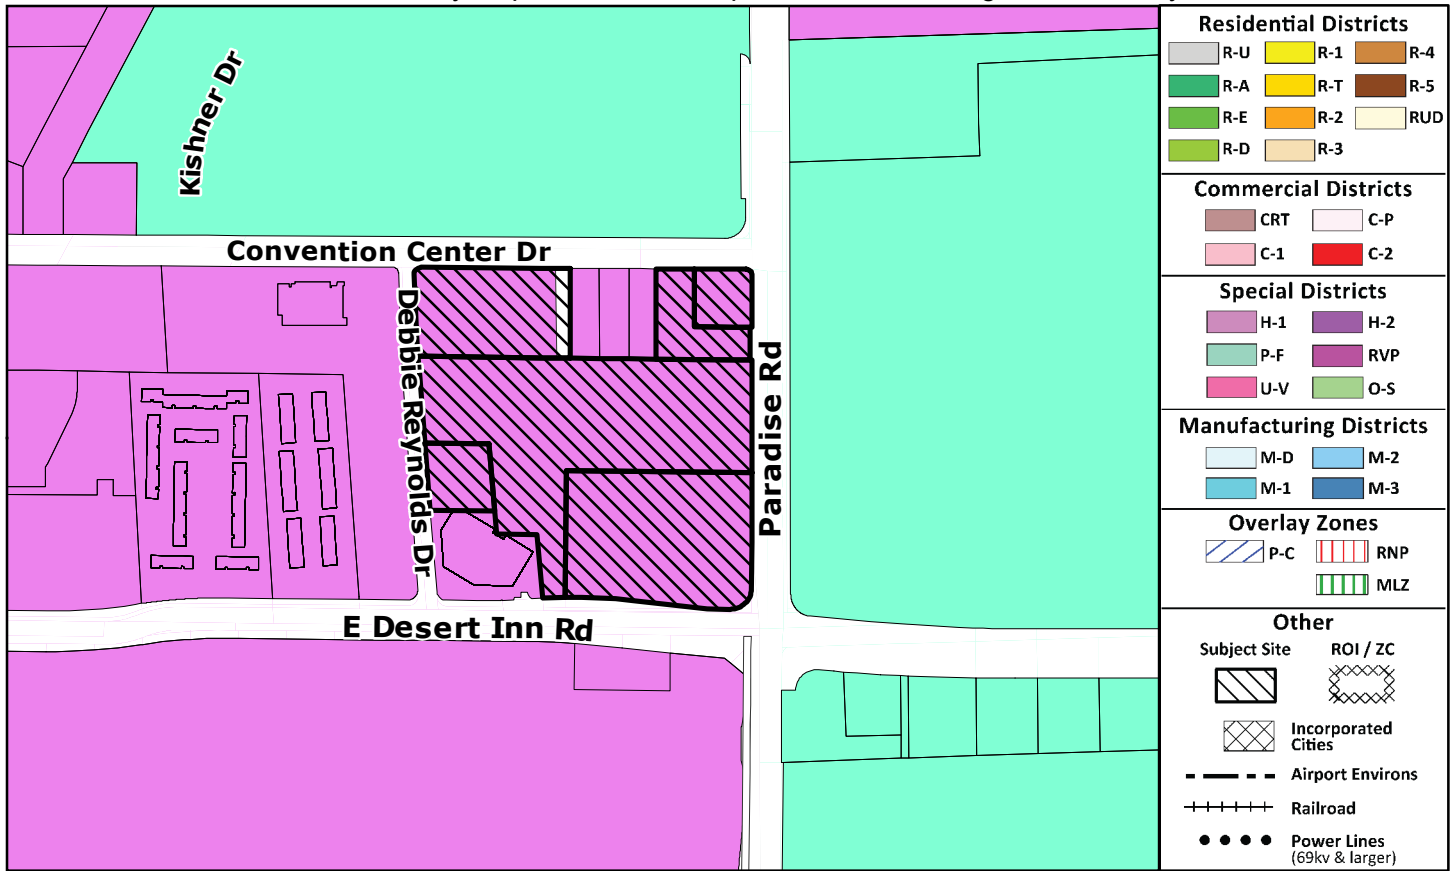 Kishner Dr
Convention Center Dr
Debbie Reynolds Dr
Paradise Rd
E Desert Inn Rd
Residential Districts
R-U
R-1
R-4
R-A
R-T
R-5
R-E
R-2
RUD
R-D
R-3
Commercial Districts
CRT
C-P
C-1
C-2
Special Districts
H-1
H-2
P-F
RVP
U-V
O-S
Manufacturing Districts
M-D
M-2
M-1
M-3
Overlay Zones
P-C
RNP
MLZ
Other
Subject Site
ROI / ZC
Incorporated
Cities
Airport Environs
Railroad
Power Lines
(69kv & larger)